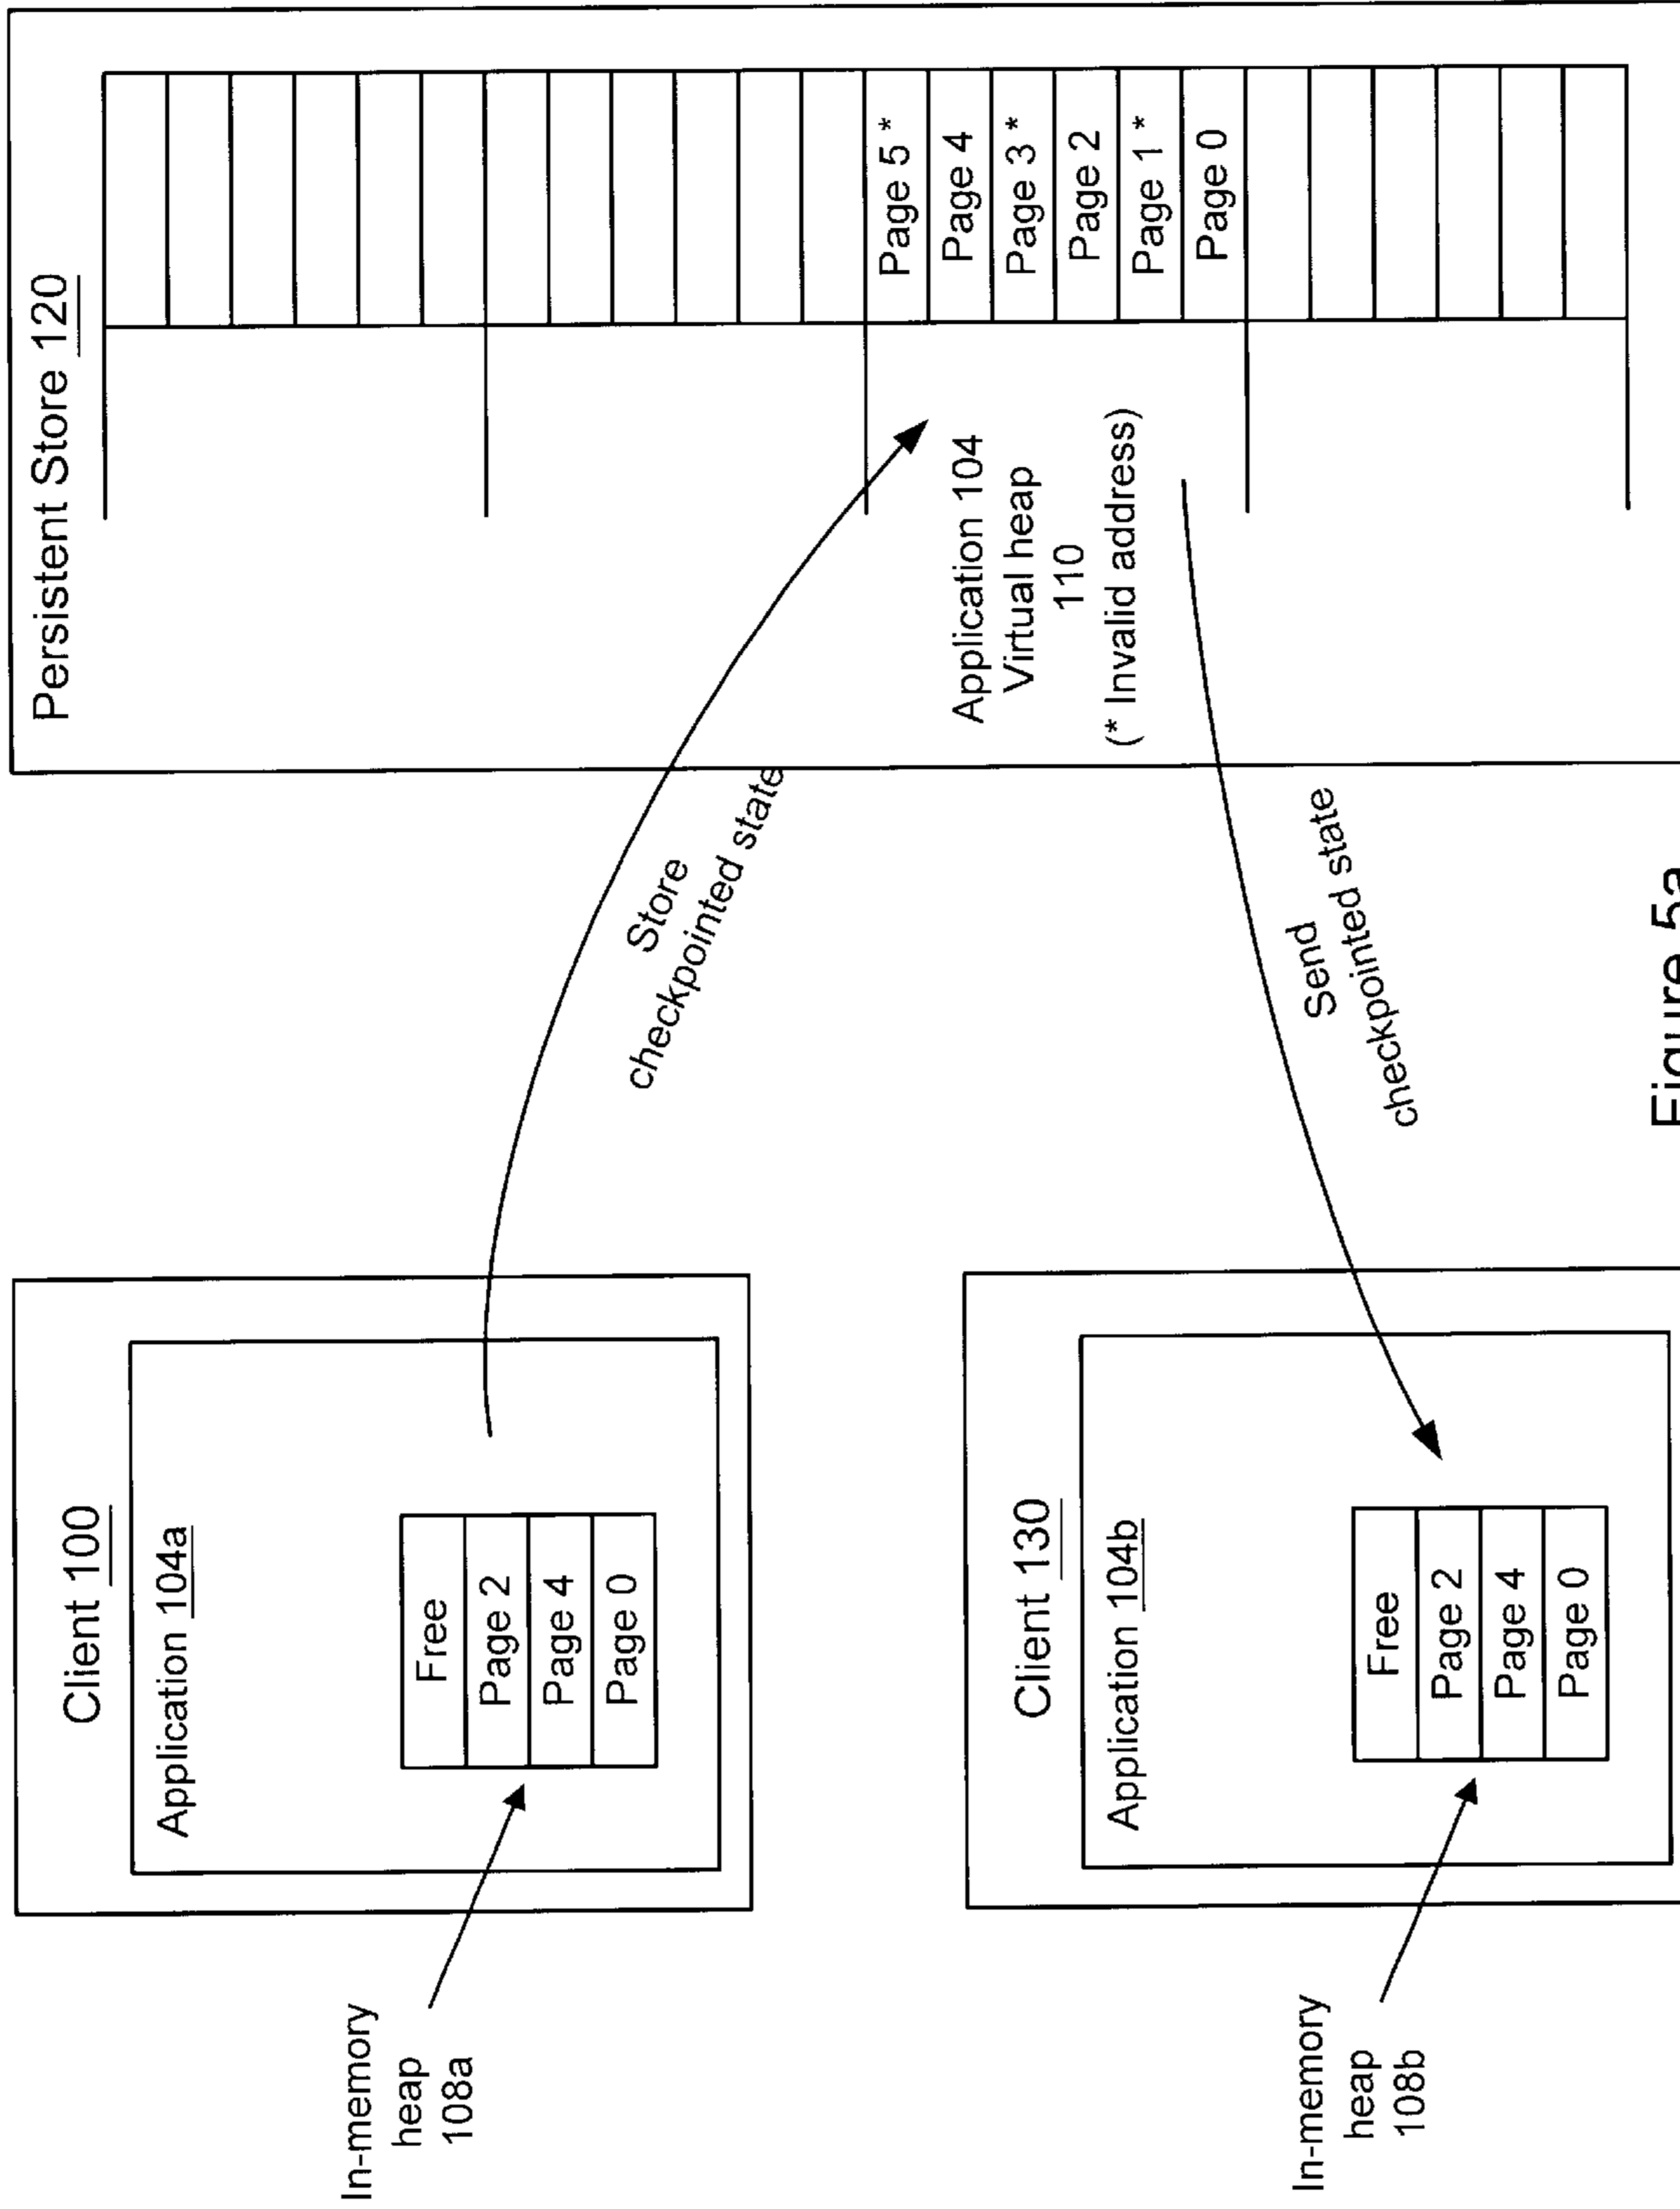 Client 100
Application 104a
Free
Page 2
Page 4
Page 0
In-memory
heap
108a
Store
checkpointed state
Persistent Store 120
Page 5 *
Page 4
Page 3 *
Page 2
Page 1 *
Page 0
Application 104
Virtual heap
110
(* Invalid address)
Send
checkpointed state
Client 130
Application 104b
Free
Page 2
Page 4
Page 0
In-memory
heap
108b
Figure 5a